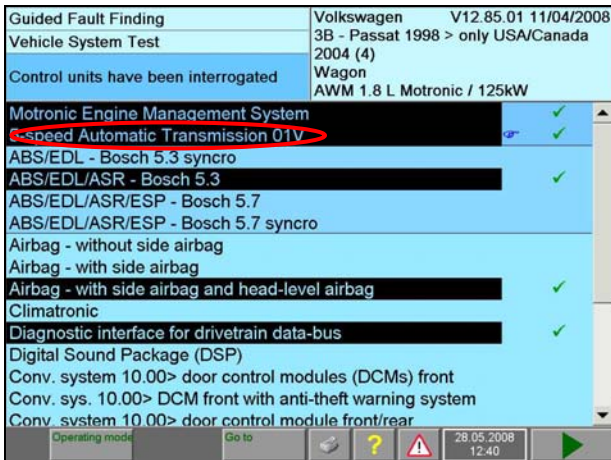 Guided Fault Finding
Vehicle System Test
Control units have been interrogated
Volkswagen V12.85.01 11/04/2008
3B - Passat 1998 > only USA/Canada
2004 (4)
Wagon
AWM 1.8 L Motronic / 125kW
Motronic Engine Management System
5-speed Automatic Transmission 01V
ABS/EDL - Bosch 5.3 syncro
ABS/EDL/ASR - Bosch 5.3
ABS/EDL/ASR/ESP - Bosch 5.7
ABS/EDL/ASR/ESP - Bosch 5.7 syncro
Airbag - without side airbag
Airbag - with side airbag
Airbag - with side airbag and head-level airbag
Climatronic
Diagnostic interface for drivetrain data-bus
Digital Sound Package (DSP)
Conv. system 10.00> door control modules (DCMs) front
Conv. sys. 10.00> DCM front with anti-theft warning system
Conv. system 10.00> door control module front/rear
Operating mode
Go to
28.05.2008
12:40